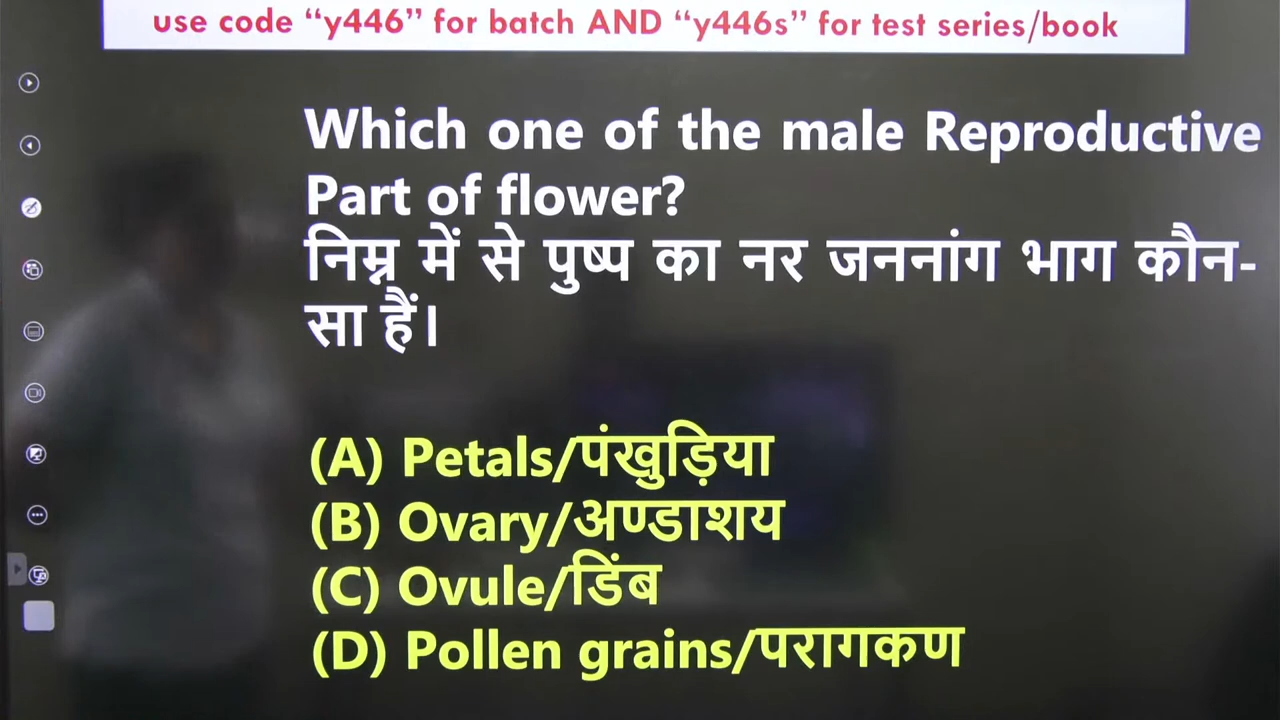 use code “y446” for batch AND “y446s” for test series/book
Which one of the male Reproductive
Part of flower?
निम्न में से पुष्प का नर जननांग भाग कौन-
सा हैं।
(A) Petals/पंखुड़िया
(B) Ovary/अण्डाशय
(C) Ovule/डिंब
(D) Pollen grains/परागकण